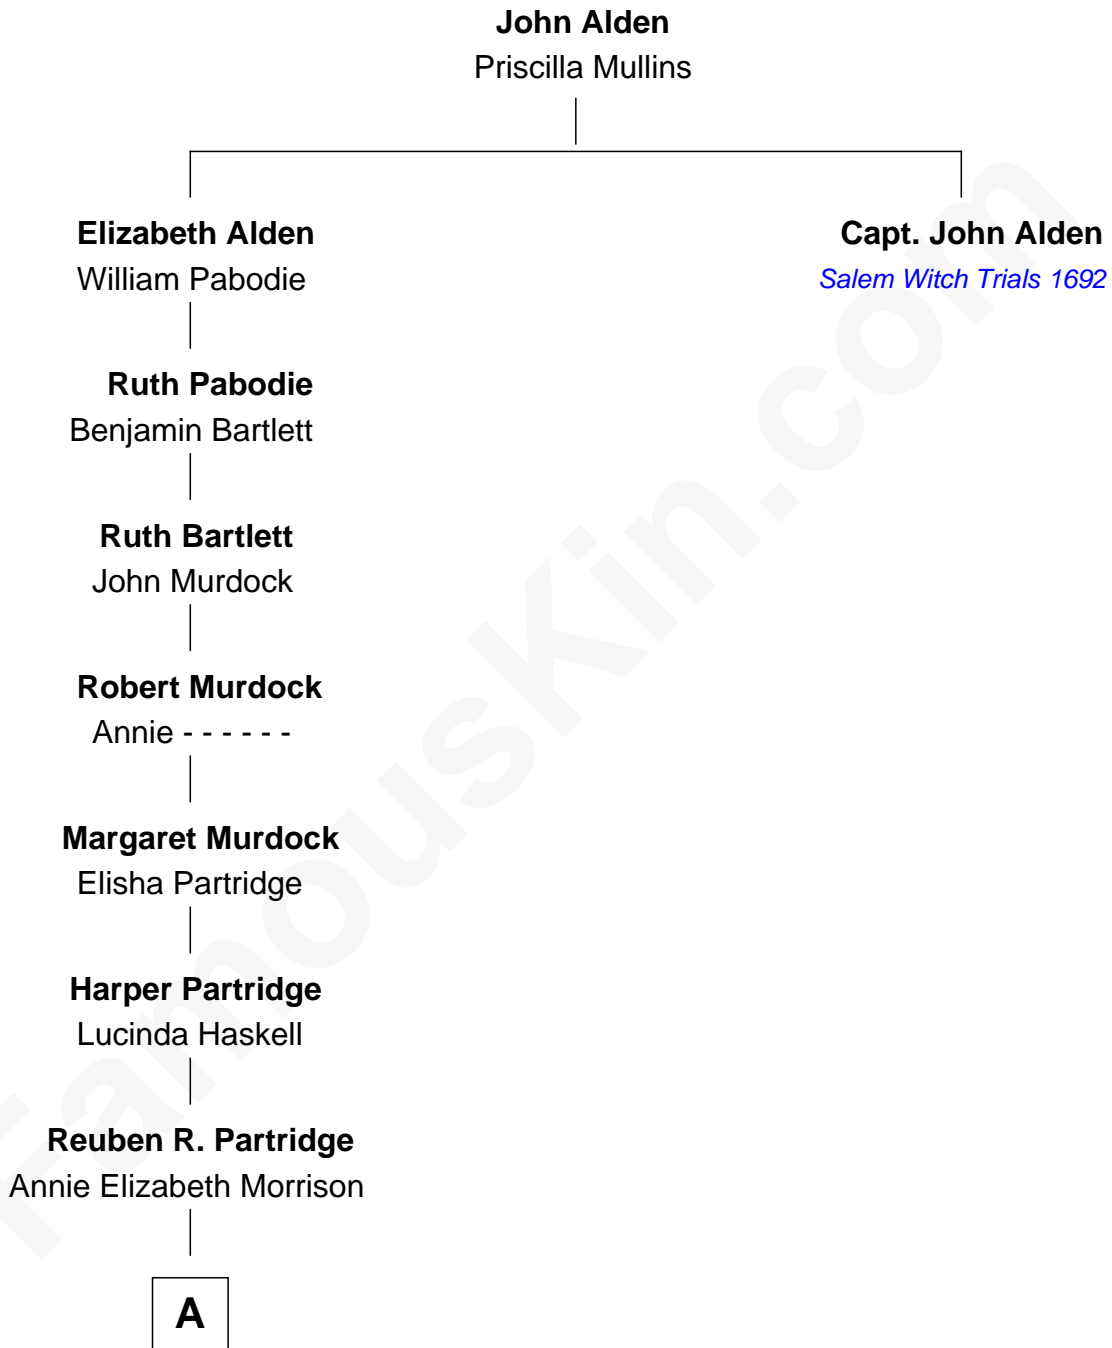 John Alden
Priscilla Mullins
Elizabeth Alden
William Pabodie
Capt. John Alden
Salem Witch Trials 1692
Ruth Pabodie
Benjamin Bartlett
Ruth Bartlett
John Murdock
Robert Murdock
Annie - - - - - -
Margaret Murdock
Elisha Partridge
Harper Partridge
Lucinda Haskell
Reuben R. Partridge
Annie Elizabeth Morrison
A
FamousKin.com